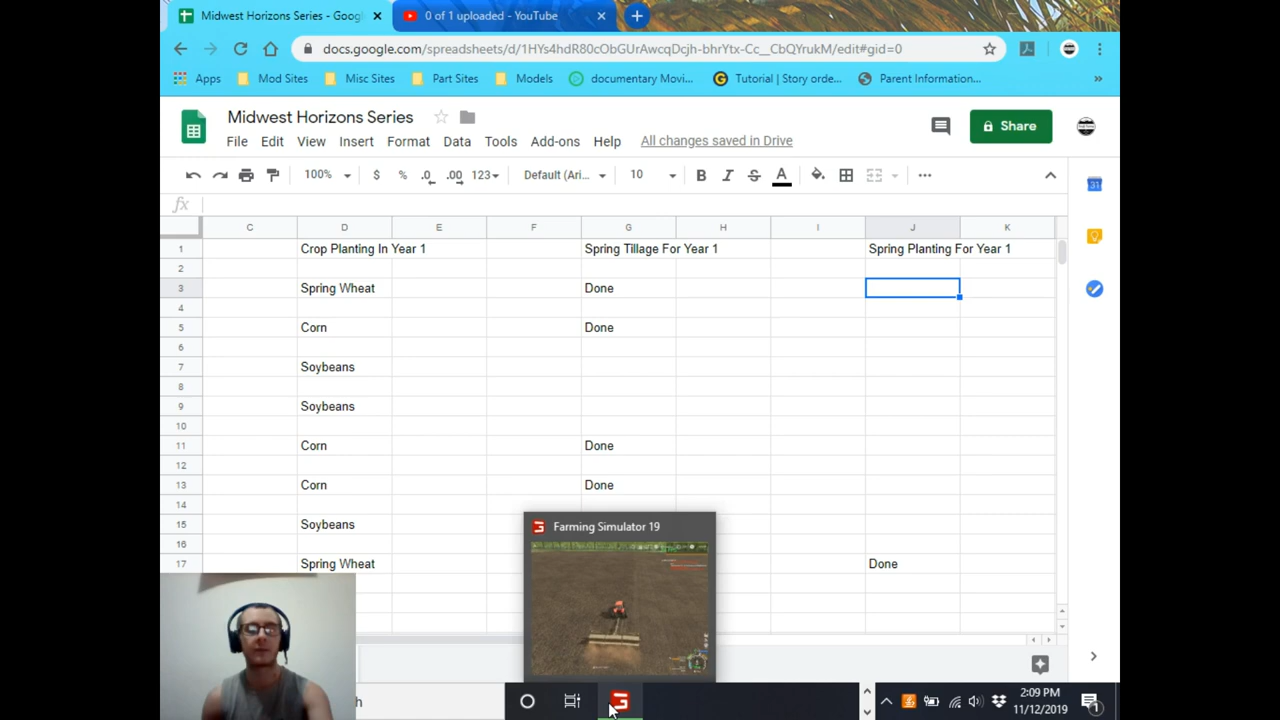 Midwest Horizons Series - Goog
0 of 1 uploaded - YouTube
docs.google.com/spreadsheets/d/1HYs4hdR80cObGUrAwcqDcjh-bhrYtx-Cc__CbQYrukM/edit#gid=0
Apps Mod Sites Misc Sites Part Sites Models documentary Movi... Tutorial | Story orde... Parent Information... »
Midwest Horizons Series
Share
File Edit View Insert Format Data Tools Add-ons Help All changes saved in Drive
100% $ % .0 .00 123 Default (Ari... 10 B I S A
fx
C D E F G H I J K
1 Crop Planting In Year 1 Spring Tillage For Year 1 Spring Planting For Year 1
2
3 Spring Wheat Done
4
5 Corn Done
6
7 Soybeans
8
9 Soybeans
10
11 Corn Done
12
13 Corn Done
14
15 Soybeans
16
17 Spring Wheat Done
Farming Simulator 19
h
2:09 PM
11/12/2019
1
31